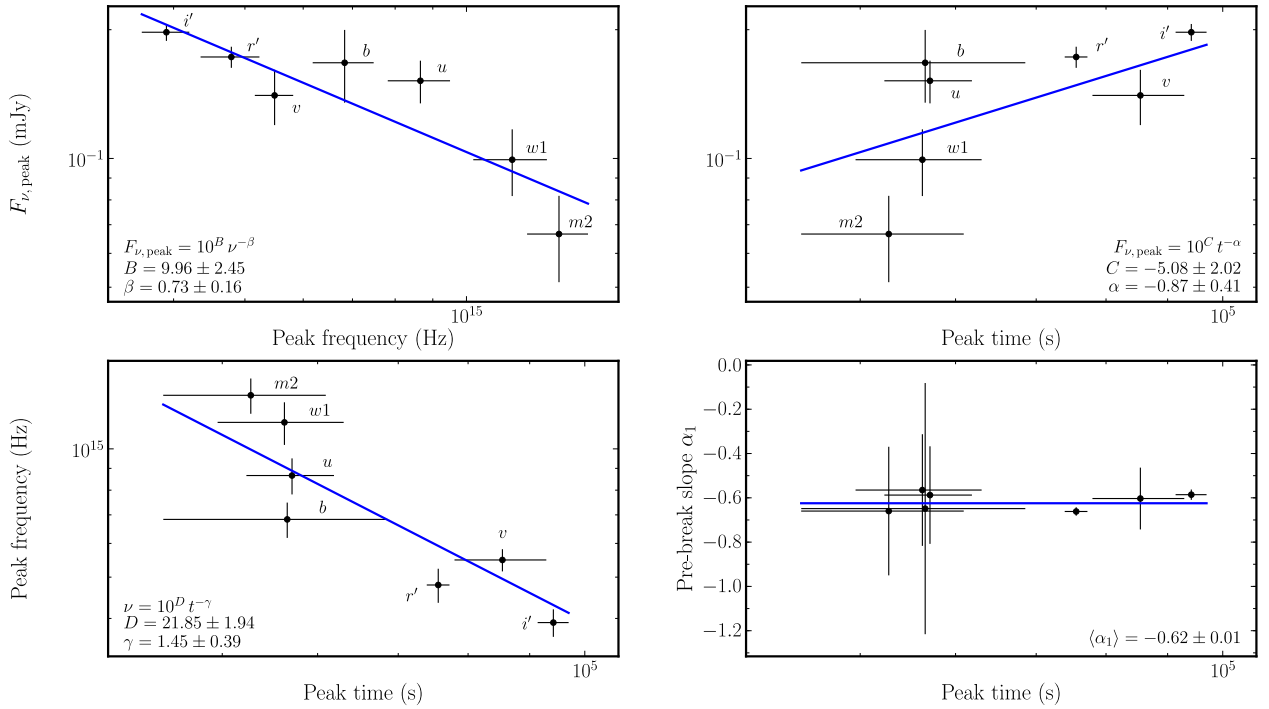 F_{ν, peak} (mJy)
10^{−1}
i′
r′
v
b
u
w1
m2
F_{ν, peak} = 10^B ν^{−β}
B = 9.96 ± 2.45
β = 0.73 ± 0.16
10^{15}
Peak frequency (Hz)
10^{−1}
b
u
w1
m2
r′
i′
v
F_{ν, peak} = 10^C t^{−α}
C = −5.08 ± 2.02
α = −0.87 ± 0.41
10^5
Peak time (s)
Peak frequency (Hz)
10^{15}
m2
w1
u
b
v
r′
i′
ν = 10^D t^{−γ}
D = 21.85 ± 1.94
γ = 1.45 ± 0.39
10^5
Peak time (s)
Pre-break slope α_1
0.0
−0.2
−0.4
−0.6
−0.8
−1.0
−1.2
⟨α_1⟩ = −0.62 ± 0.01
10^5
Peak time (s)